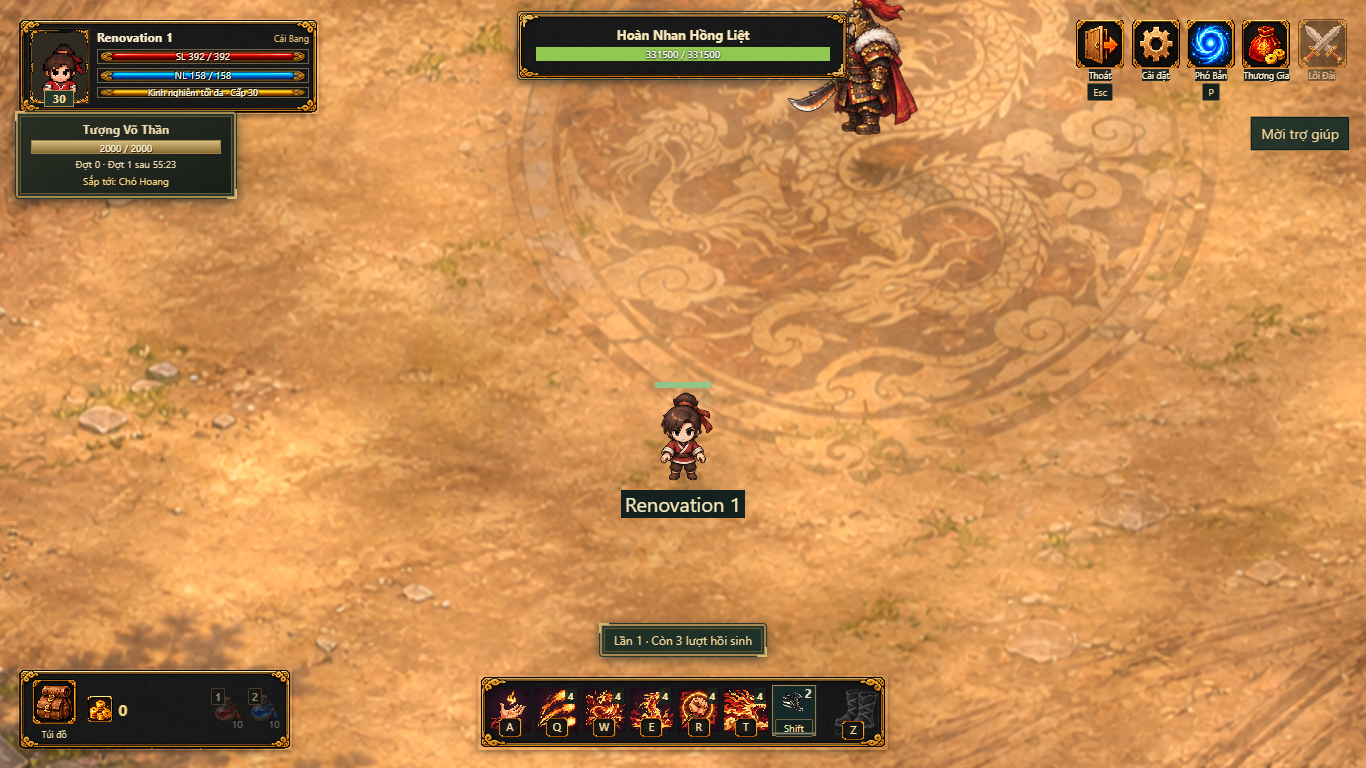 Renovation 1
Cái Bang
SL 392 / 392
NL 158 / 158
Kinh nghiệm tối đa · Cấp 30
30
Tượng Võ Thần
2000 / 2000
Đợt 0 · Đợt 1 sau 55:23
Sắp tới: Chó Hoang
Hoàn Nhan Hồng Liệt
331500 / 331500
Thoát
Cài đặt
Phó Bản
Thương Gia
Lôi Đài
Esc
P
Mời trợ giúp
Renovation 1
Lần 1 · Còn 3 lượt hồi sinh
Túi đồ
0
1
10
2
10
A
4
Q
4
W
4
E
4
R
4
T
2
Shift
Z